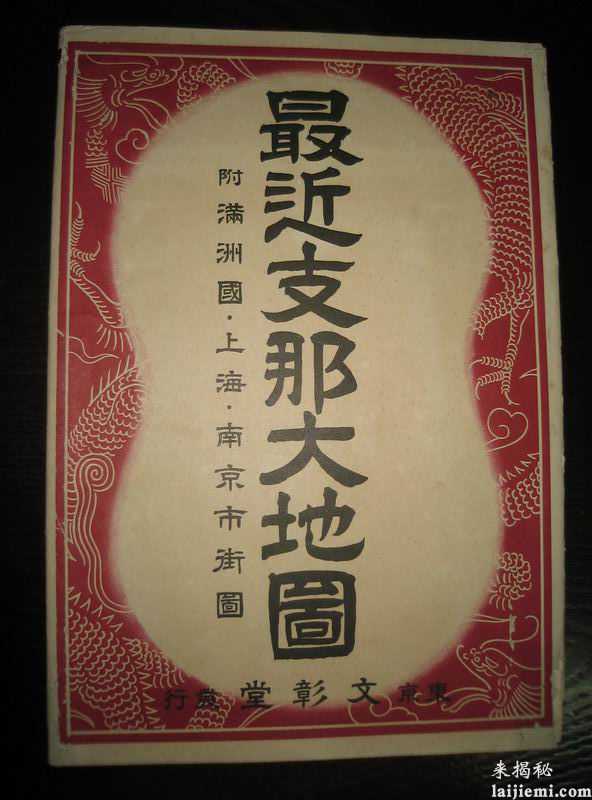 最近支那大地圖
附滿洲國・上海・南京市街圖
東京 文彰堂 發行
来揭秘
laijiemi.com